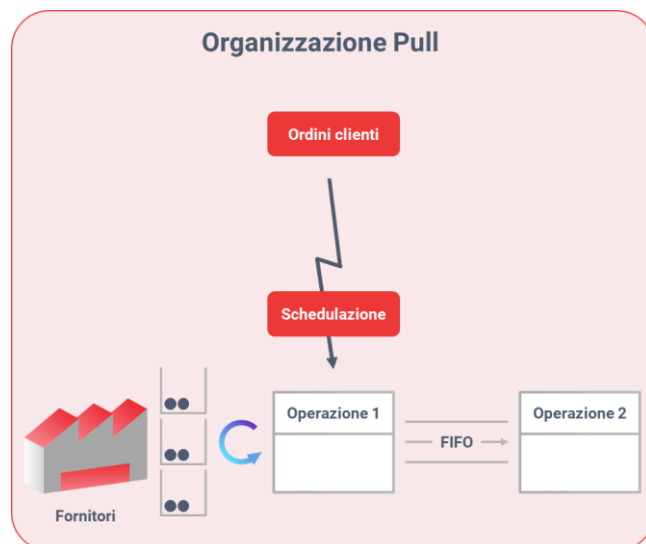 Organizzazione Pull
Ordini clienti
Schedulazione
Operazione 1
FIFO
Operazione 2
Fornitori